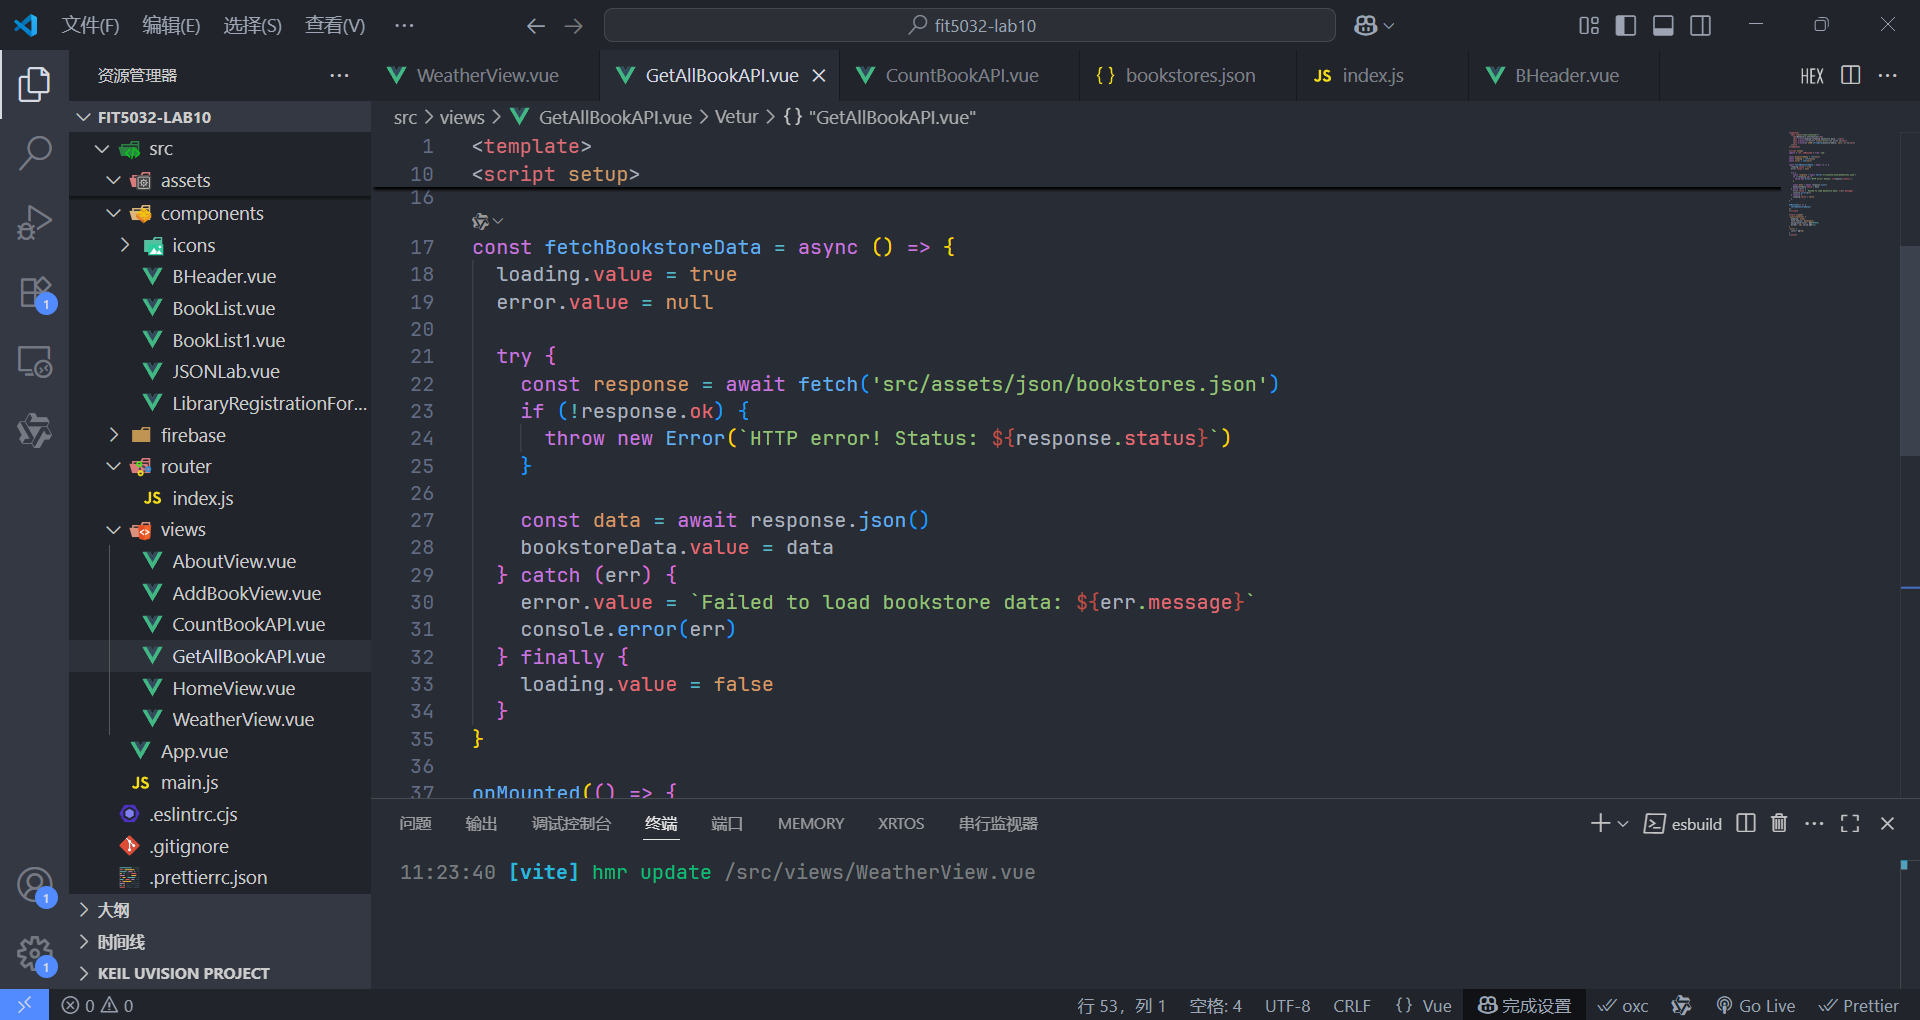 文件(F) 编辑(E) 选择(S) 查看(V) ··· fit5032-lab10
资源管理器 ···
WeatherView.vue GetAllBookAPI.vue CountBookAPI.vue {} bookstores.json JS index.js BHeader.vue HEX ···
FIT5032-LAB10
src
assets
components
icons
BHeader.vue
BookList.vue
BookList1.vue
JSONLab.vue
LibraryRegistrationFor...
firebase
router
JS index.js
views
AboutView.vue
AddBookView.vue
CountBookAPI.vue
GetAllBookAPI.vue
HomeView.vue
WeatherView.vue
App.vue
JS main.js
.eslintrc.cjs
.gitignore
.prettierrc.json
大纲
时间线
KEIL UVISION PROJECT
1
1
1
src > views > GetAllBookAPI.vue > Vetur > {} "GetAllBookAPI.vue"
1 <template>
10 <script setup>
16
17 const fetchBookstoreData = async () => {
18 loading.value = true
19 error.value = null
20
21 try {
22 const response = await fetch('src/assets/json/bookstores.json')
23 if (!response.ok) {
24 throw new Error(`HTTP error! Status: ${response.status}`)
25 }
26
27 const data = await response.json()
28 bookstoreData.value = data
29 } catch (err) {
30 error.value = `Failed to load bookstore data: ${err.message}`
31 console.error(err)
32 } finally {
33 loading.value = false
34 }
35 }
36
37 onMounted(() => {
问题 输出 调试控制台 终端 端口 MEMORY XRTOS 串行监视器 esbuild ···
11:23:40 [vite] hmr update /src/views/WeatherView.vue
0 0 行 53，列 1 空格: 4 UTF-8 CRLF {} Vue 完成设置 oxc Go Live Prettier